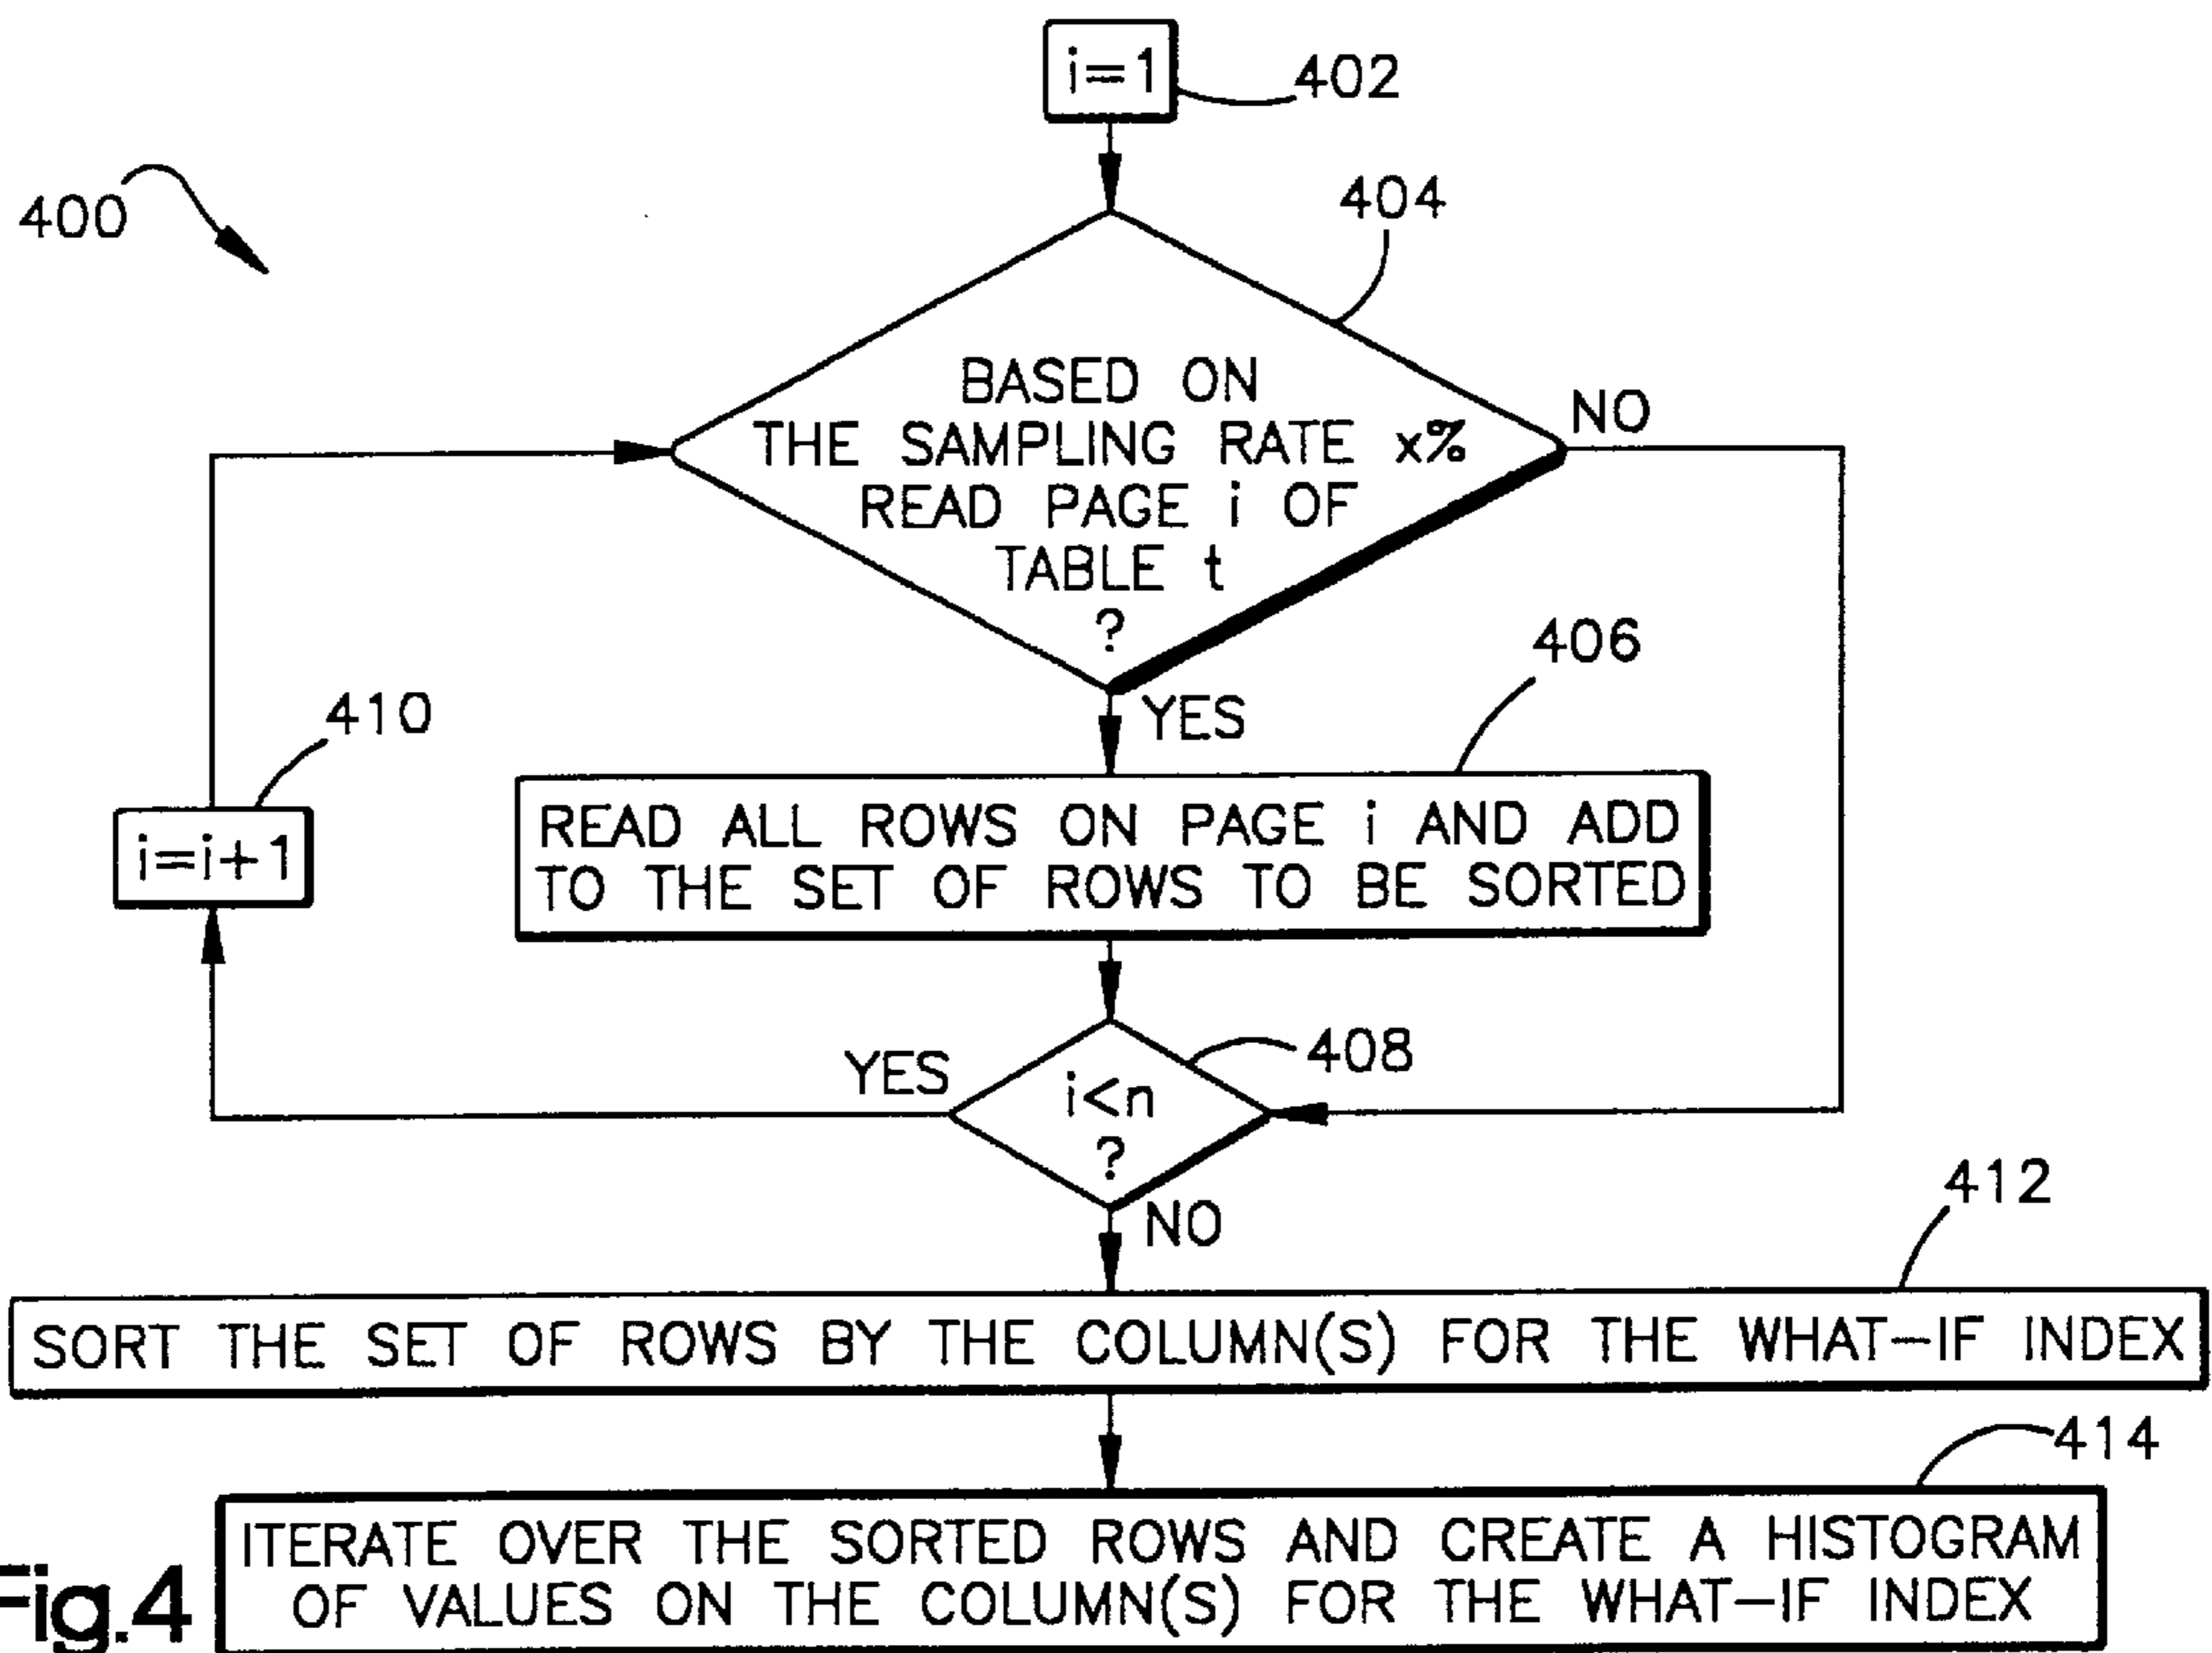 i=1
402
400
404
BASED ON
THE SAMPLING RATE x%
READ PAGE i OF
TABLE t
?
NO
YES
406
410
i=i+1
READ ALL ROWS ON PAGE i AND ADD
TO THE SET OF ROWS TO BE SORTED
408
YES
i<n
?
NO
412
SORT THE SET OF ROWS BY THE COLUMN(S) FOR THE WHAT-IF INDEX
414
ITERATE OVER THE SORTED ROWS AND CREATE A HISTOGRAM
OF VALUES ON THE COLUMN(S) FOR THE WHAT-IF INDEX
Fig.4